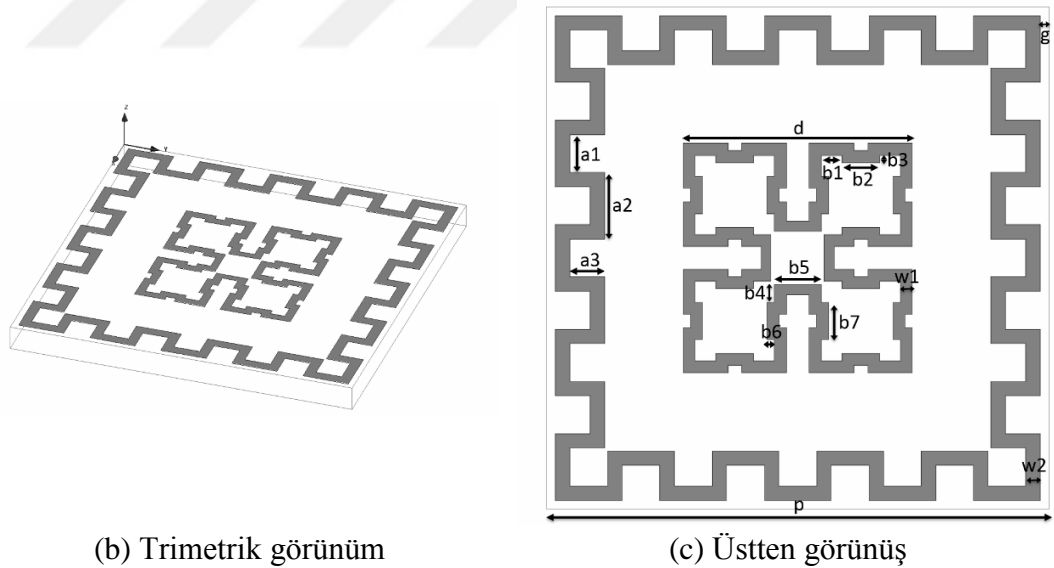 z
Y
g
d
a1
b1
b2
b3
a2
a3
b5
w1
b4
b6
b7
w2
p
(b) Trimetrik görünüm
(c) Üstten görünüş